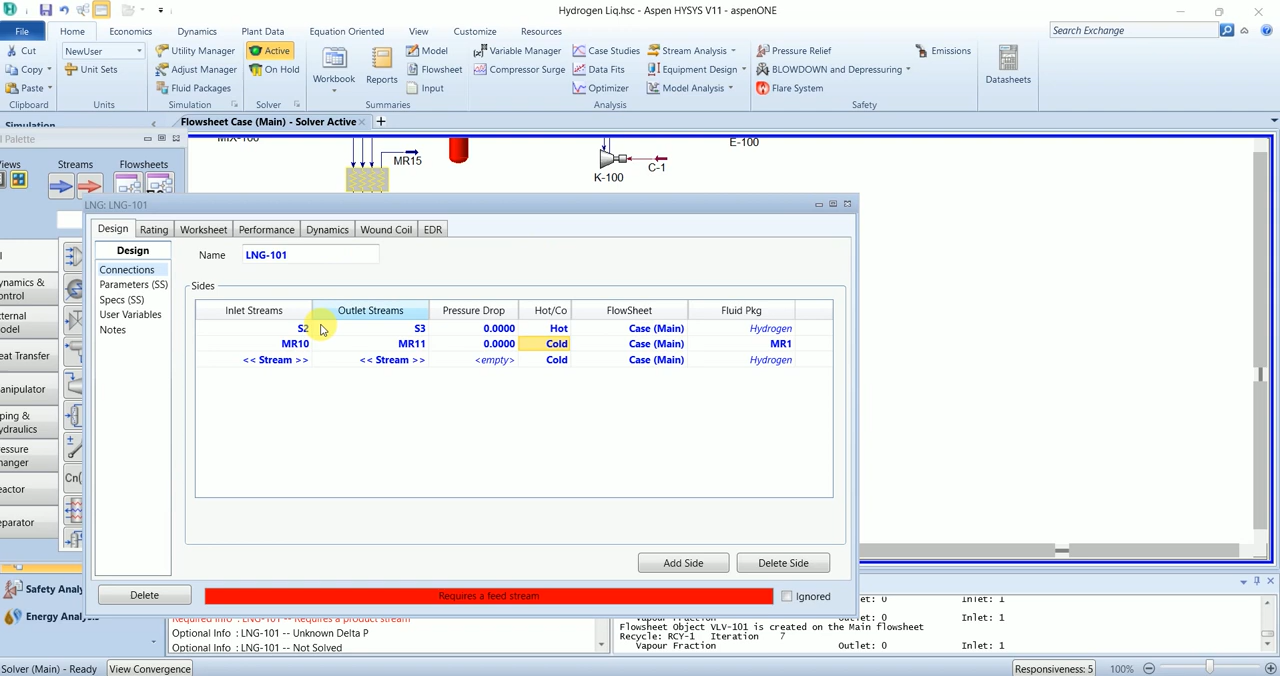 Hydrogen Liq.hsc - Aspen HYSYS V11 - aspenONE
File Home Economics Dynamics Plant Data Equation Oriented View Customize Resources Search Exchange
Cut NewUser Utility Manager Active Model Variable Manager Case Studies Stream Analysis Pressure Relief Emissions
Copy Unit Sets Adjust Manager On Hold Workbook Reports Flowsheet Compressor Surge Data Fits Equipment Design BLOWDOWN and Depressuring Datasheets
Paste Fluid Packages Input Optimizer Model Analysis Flare System
Clipboard Units Simulation Solver Summaries Analysis Safety
Simulation Flowsheet Case (Main) - Solver Active +
Palette MIX-100 E-100
Streams Flowsheets MR15 C-1
K-100
LNG: LNG-101
Design Rating Worksheet Performance Dynamics Wound Coil EDR
Design
Connections
Parameters (SS)
Specs (SS)
User Variables
Notes
Name LNG-101
Sides
Inlet Streams Outlet Streams Pressure Drop Hot/Co FlowSheet Fluid Pkg
S2 S3 0.0000 Hot Case (Main) Hydrogen
MR10 MR11 0.0000 Cold Case (Main) MR1
<< Stream >> << Stream >> <empty> Cold Case (Main) Hydrogen
Add Side Delete Side
Delete Requires a feed stream Ignored
Safety Analy
Energy Analy
Required Info : LNG-101 -- Requires a product stream
Optional Info : LNG-101 -- Unknown Delta P
Optional Info : LNG-101 -- Not Solved
Outlet: 0 Inlet: 1
Vapour Fraction Outlet: 0 Inlet: 1
Flowsheet Object VLV-101 is created on the Main flowsheet
Recycle: RCY-1 Iteration 7
Vapour Fraction Outlet: 0 Inlet: 1
Solver (Main) - Ready View Convergence Responsiveness: 5 100%